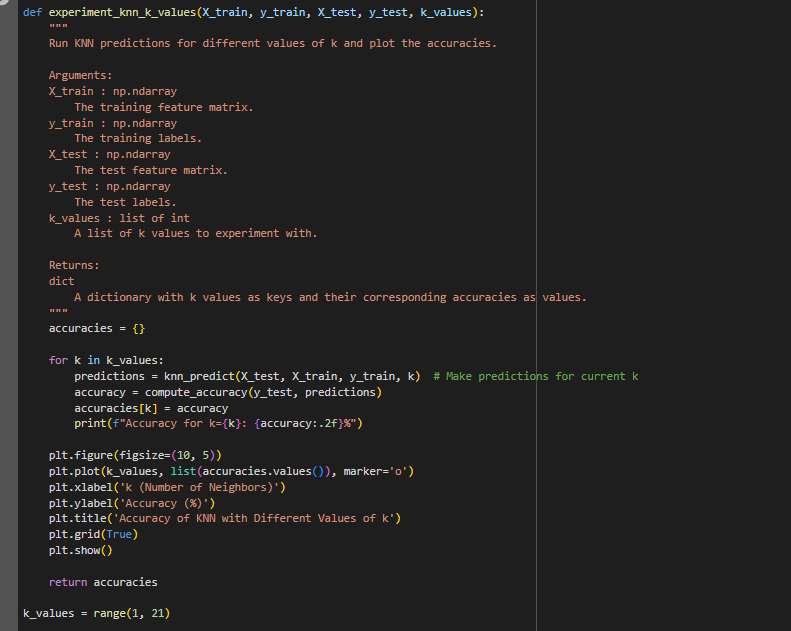 def experiment_knn_k_values(X_train, y_train, X_test, y_test, k_values):
    """
    Run KNN predictions for different values of k and plot the accuracies.

    Arguments:
    X_train : np.ndarray
        The training feature matrix.
    y_train : np.ndarray
        The training labels.
    X_test : np.ndarray
        The test feature matrix.
    y_test : np.ndarray
        The test labels.
    k_values : list of int
        A list of k values to experiment with.

    Returns:
    dict
        A dictionary with k values as keys and their corresponding accuracies as values.
    """
    accuracies = {}

    for k in k_values:
        predictions = knn_predict(X_test, X_train, y_train, k)  # Make predictions for current k
        accuracy = compute_accuracy(y_test, predictions)
        accuracies[k] = accuracy
        print(f"Accuracy for k={k}: {accuracy:.2f}%")

    plt.figure(figsize=(10, 5))
    plt.plot(k_values, list(accuracies.values()), marker='o')
    plt.xlabel('k (Number of Neighbors)')
    plt.ylabel('Accuracy (%)')
    plt.title('Accuracy of KNN with Different Values of k')
    plt.grid(True)
    plt.show()

    return accuracies

k_values = range(1, 21)